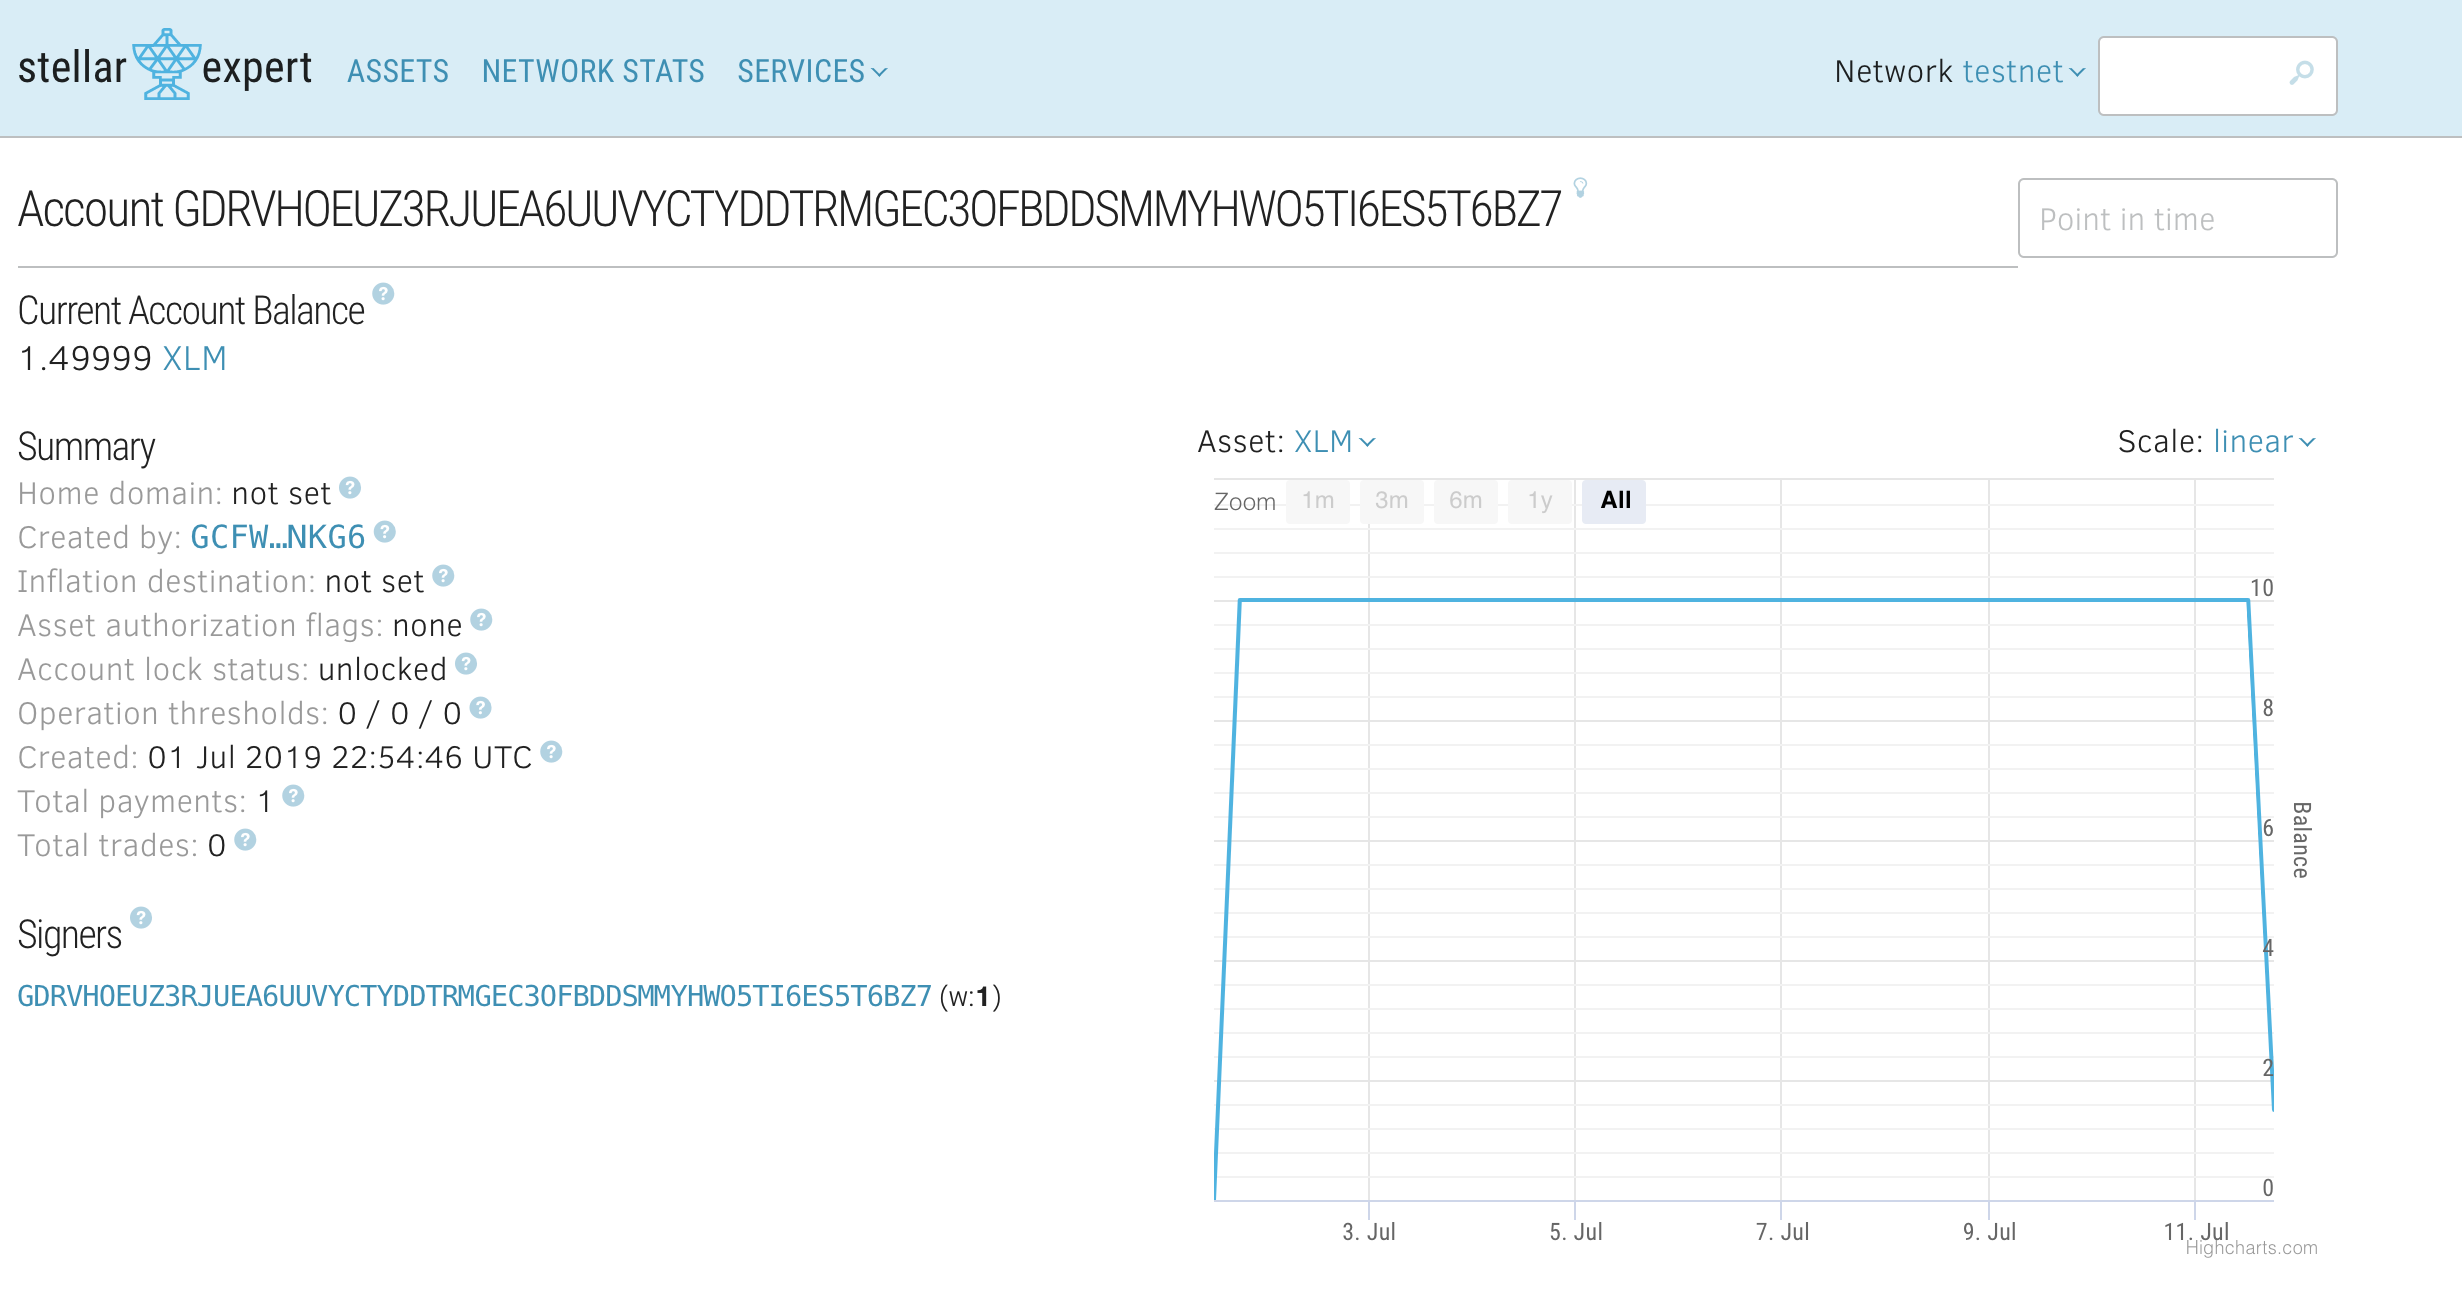 stellar expert ASSETS NETWORK STATS SERVICES Network testnet
Account GDRVHOEUZ3RJUEA6UUVYCTYDDTRMGEC3OFBDDSMMYHWO5TI6ES5T6BZ7 Point in time
Current Account Balance ?
1.49999 XLM
Summary
Home domain: not set ?
Created by: GCFW…NKG6 ?
Inflation destination: not set ?
Asset authorization flags: none ?
Account lock status: unlocked ?
Operation thresholds: 0 / 0 / 0 ?
Created: 01 Jul 2019 22:54:46 UTC ?
Total payments: 1 ?
Total trades: 0 ?
Signers ?
GDRVHOEUZ3RJUEA6UUVYCTYDDTRMGEC3OFBDDSMMYHWO5TI6ES5T6BZ7 (w:1)
Asset: XLM Scale: linear
Zoom 1m 3m 6m 1y All
10
8
6
4
2
0
Balance
3. Jul 5. Jul 7. Jul 9. Jul 11. Jul
Highcharts.com